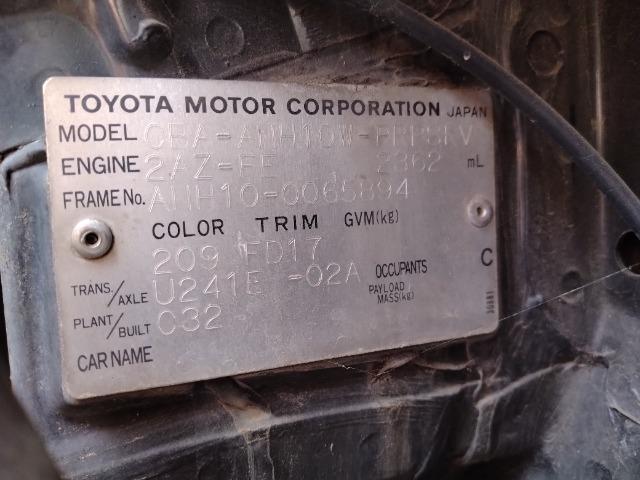 TOYOTA MOTOR CORPORATION JAPAN
MODEL CBA-ANH10W-PRPSKV
ENGINE 2AZ-FE 2362 mL
FRAME No. ANH10-0065894
COLOR TRIM GVM(kg)
209 FD17
TRANS./AXLE U241E -02A OCCUPANTS C
PAYLOAD MASS(kg)
PLANT/BUILT C32
CAR NAME